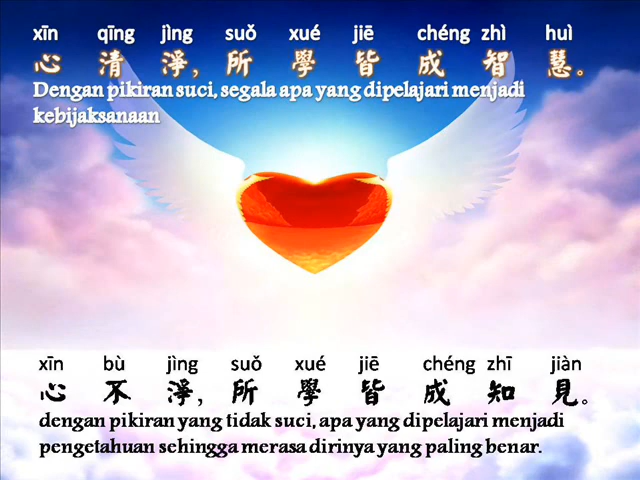 xīn qīng jìng suǒ xué jiē chéng zhì huì
心 清 淨, 所 學 皆 成 智 慧。
Dengan pikiran suci, segala apa yang dipelajari menjadi
kebijaksanaan
xīn bù jìng suǒ xué jiē chéng zhī jiàn
心 不 淨, 所 學 皆 成 知 見。
dengan pikiran yang tidak suci, apa yang dipelajari menjadi
pengetahuan sehingga merasa dirinya yang paling benar.